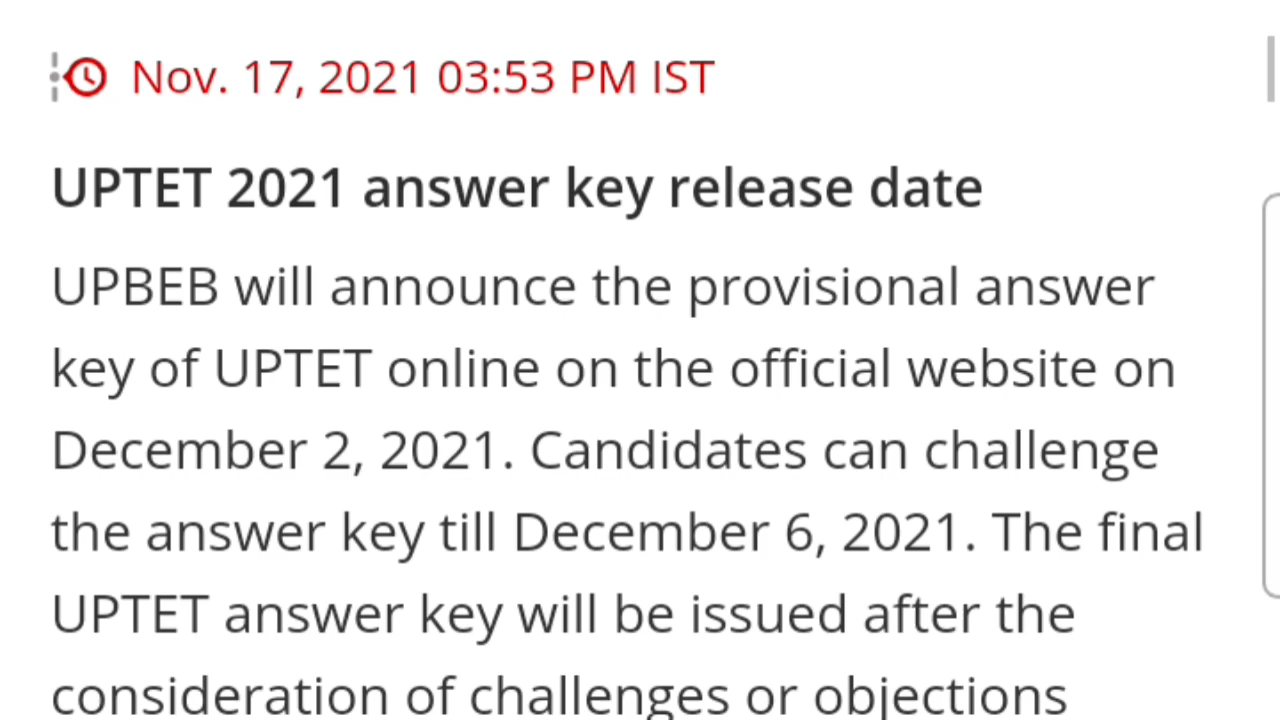 Nov. 17, 2021 03:53 PM IST
UPTET 2021 answer key release date
UPBEB will announce the provisional answer
key of UPTET online on the official website on
December 2, 2021. Candidates can challenge
the answer key till December 6, 2021. The final
UPTET answer key will be issued after the
consideration of challenges or objections